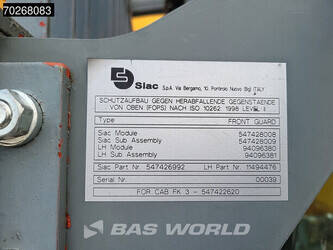 70268083
Siac S.p.A. Via Bergamo, 10. Pontirolo Nuovo (Bg) ITALY
SCHUTZAUFBAU GEGEN HERABFALLENDE GEGENSTAENDE
VON OBEN (FOPS) NACH ISO 10262 1998 LEVEL II
Type FRONT GUARD
Siac Module 547428008
Siac Sub Assembly 547428009
LH Module 94096380
LH Sub Assembly 94096381
Siac Part Nr. 547426992 LH Part Nr. 11494476
Serial Nr. 00039
FOR CAB FK 3 - 547422620
BAS WORLD